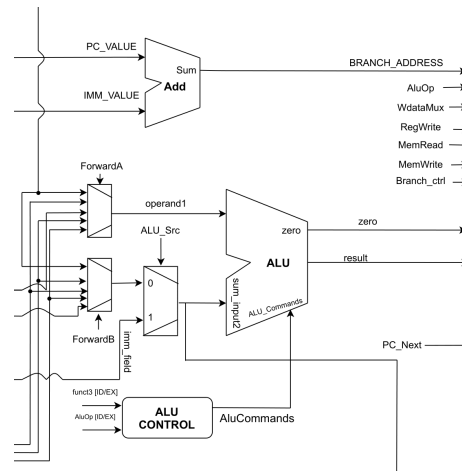 PC_VALUE
BRANCH_ADDRESS
Sum
Add
AluOp
IMM_VALUE
WdataMux
RegWrite
MemRead
MemWrite
Branch_ctrl
ForwardA
operand1
zero
zero
ALU_Src
ALU
result
0
sum_input2
ALU_Commands
1
ForwardB
imm_field
PC_Next
funct3 [ID/EX]
ALU
CONTROL
AluOp [ID/EX]
AluCommands